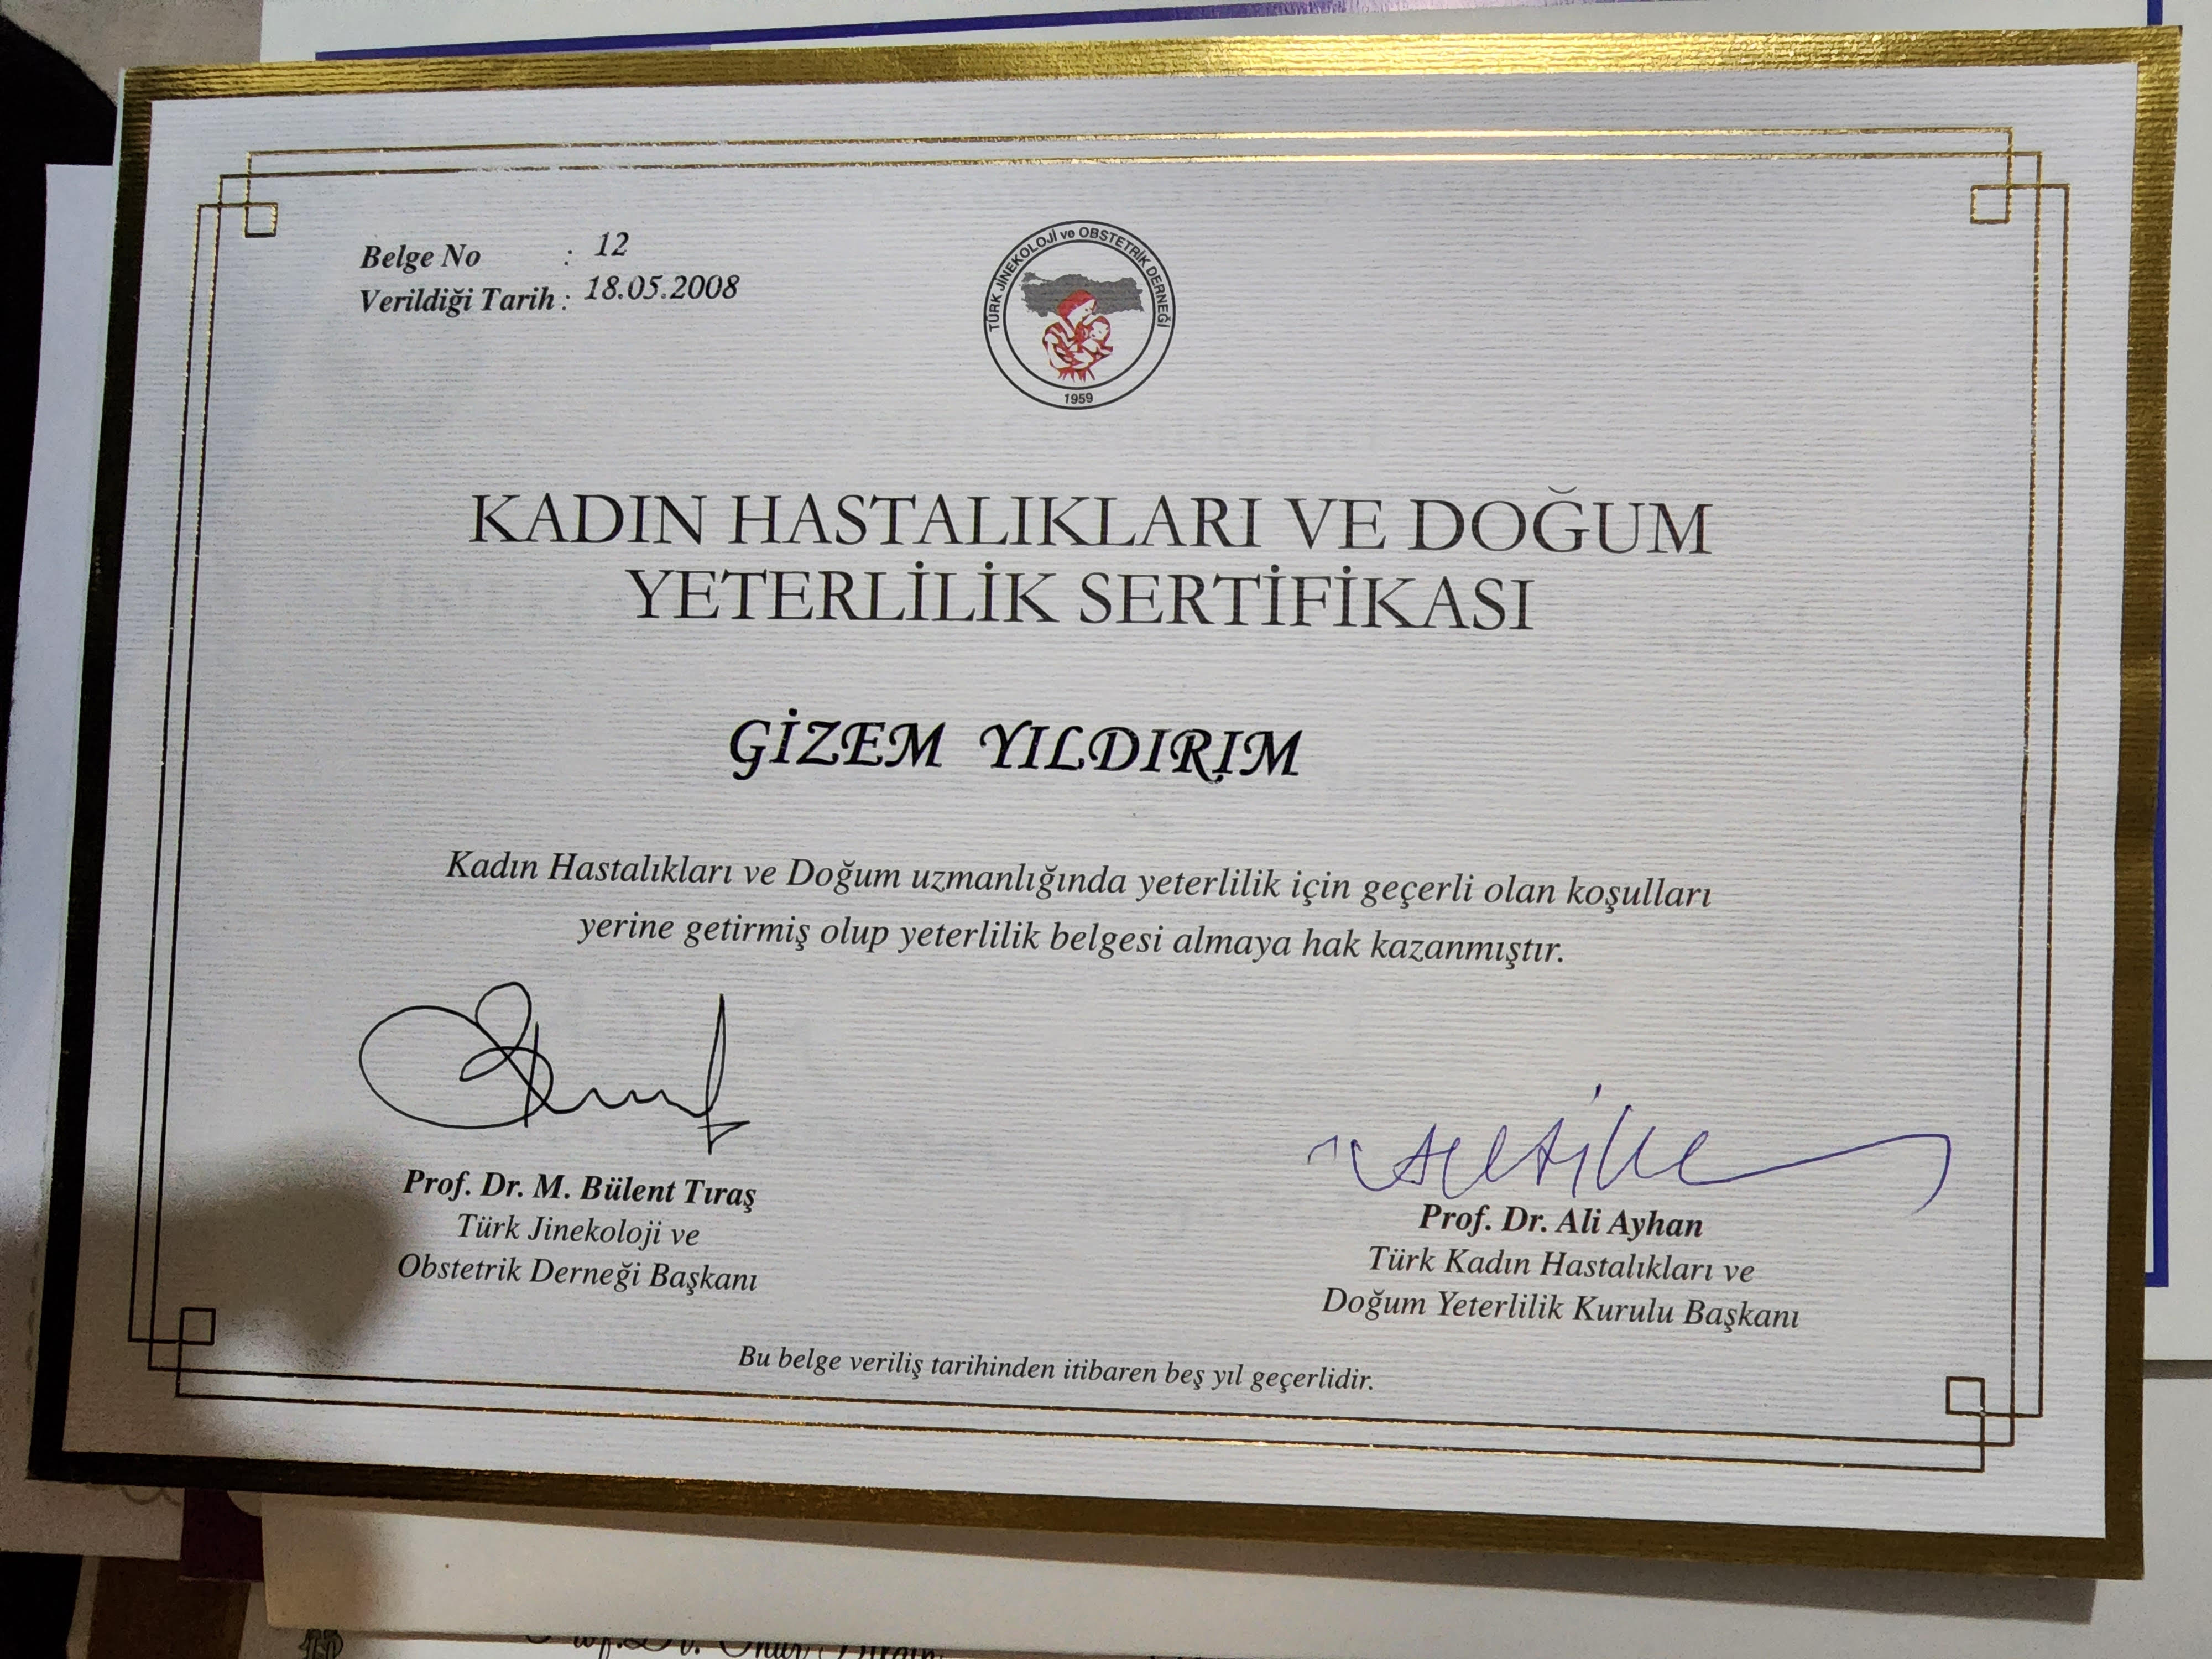 Belge No : 12
Verildiği Tarih : 18.05.2008
TÜRK JİNEKOLOJİ ve OBSTETRİK DERNEĞİ
1959
KADIN HASTALIKLARI VE DOĞUM
YETERLİLİK SERTİFİKASI
GİZEM YILDIRIM
Kadın Hastalıkları ve Doğum uzmanlığında yeterlilik için geçerli olan koşulları
yerine getirmiş olup yeterlilik belgesi almaya hak kazanmıştır.
Prof. Dr. M. Bülent Tıraş
Türk Jinekoloji ve
Obstetrik Derneği Başkanı
Prof. Dr. Ali Ayhan
Türk Kadın Hastalıkları ve
Doğum Yeterlilik Kurulu Başkanı
Bu belge veriliş tarihinden itibaren beş yıl geçerlidir.